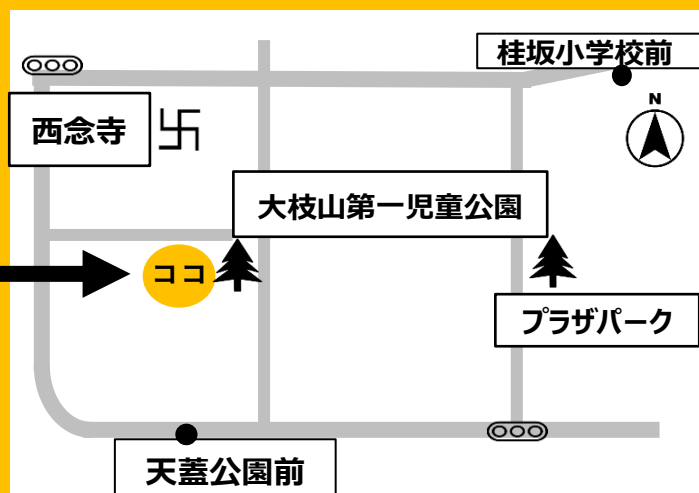 桂坂小学校前
西念寺
卍
N
大枝山第一児童公園
ココ
プラザパーク
天蓋公園前